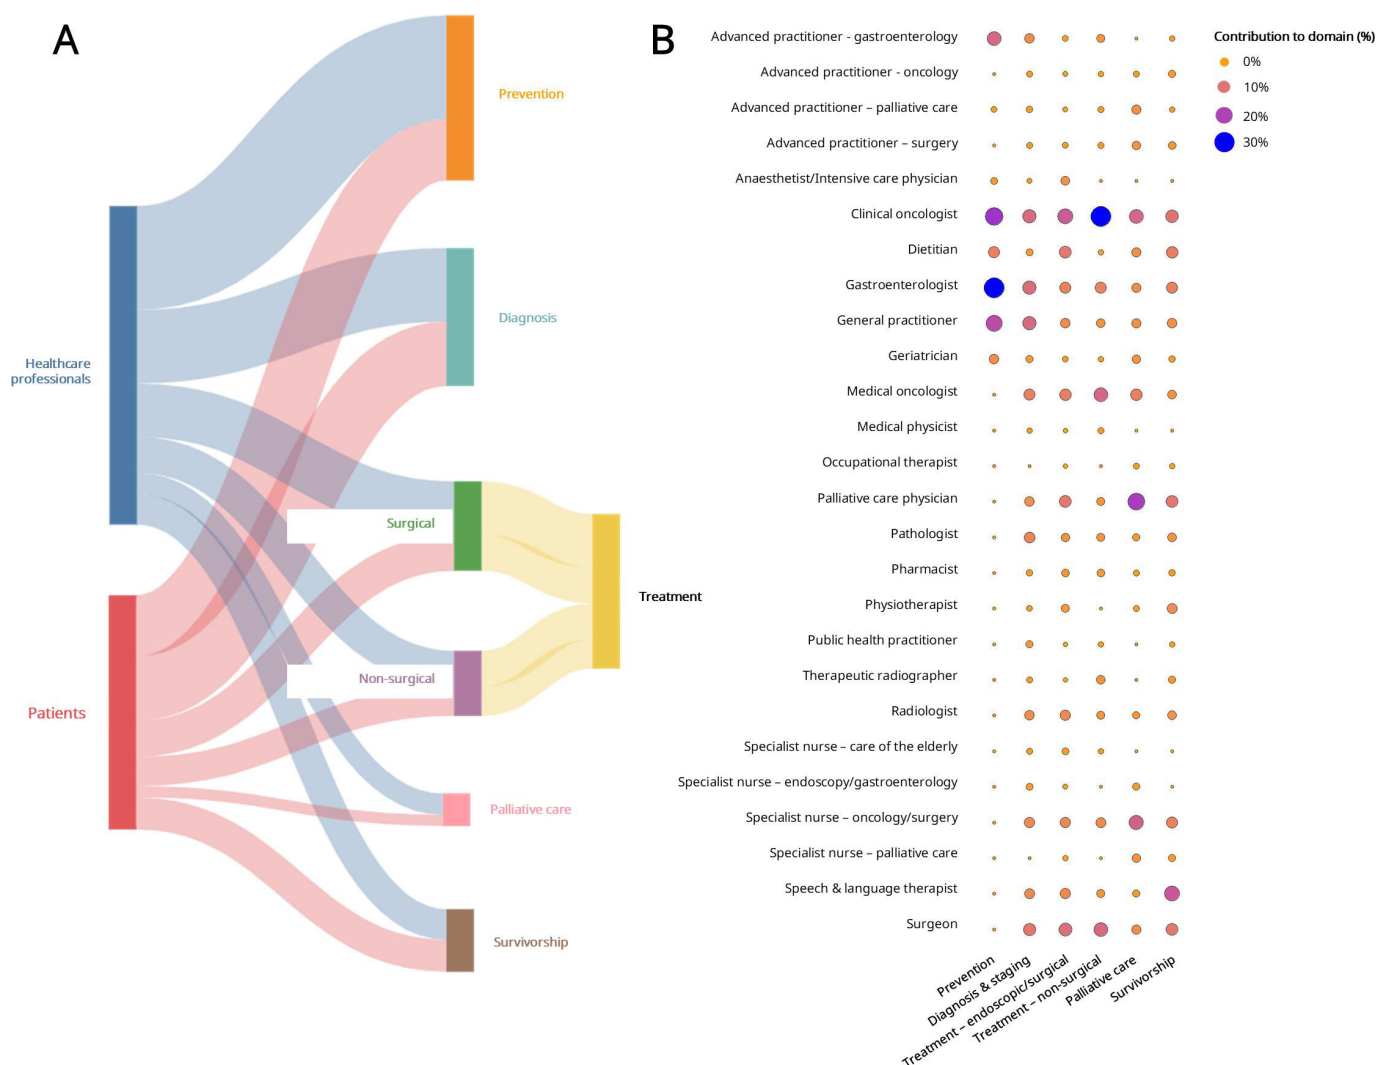 A
Prevention
Diagnosis
Healthcare
professionals
Surgical
Treatment
Non-surgical
Patients
Palliative care
Survivorship
B
Advanced practitioner - gastroenterology
Advanced practitioner - oncology
Advanced practitioner – palliative care
Advanced practitioner – surgery
Anaesthetist/Intensive care physician
Clinical oncologist
Dietitian
Gastroenterologist
General practitioner
Geriatrician
Medical oncologist
Medical physicist
Occupational therapist
Palliative care physician
Pathologist
Pharmacist
Physiotherapist
Public health practitioner
Therapeutic radiographer
Radiologist
Specialist nurse – care of the elderly
Specialist nurse – endoscopy/gastroenterology
Specialist nurse – oncology/surgery
Specialist nurse – palliative care
Speech & language therapist
Surgeon
Prevention
Diagnosis & staging
Treatment – endoscopic/surgical
Treatment – non-surgical
Palliative care
Survivorship
Contribution to domain (%)
0%
10%
20%
30%